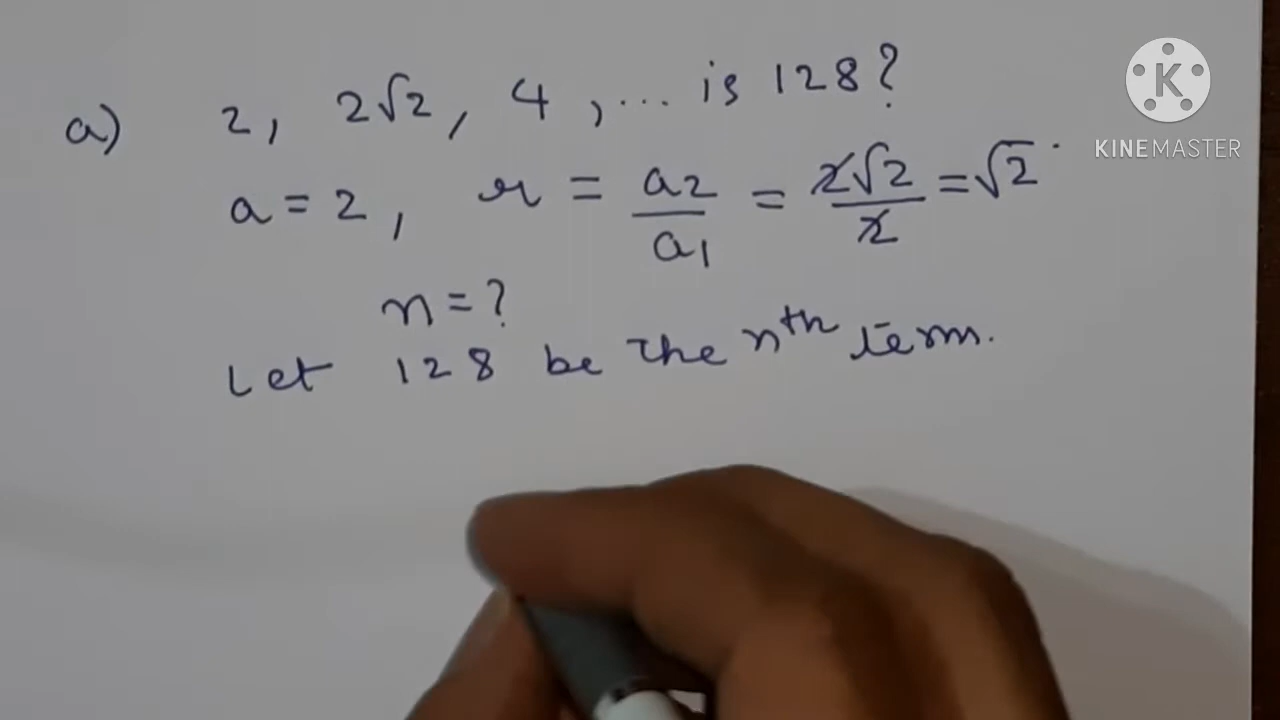 a) 2, 2√2, 4, ... is 128?
a = 2, r = a2/a1 = 2√2/2 = √2.
n = ?
Let 128 be the nth term.
K
KINEMASTER